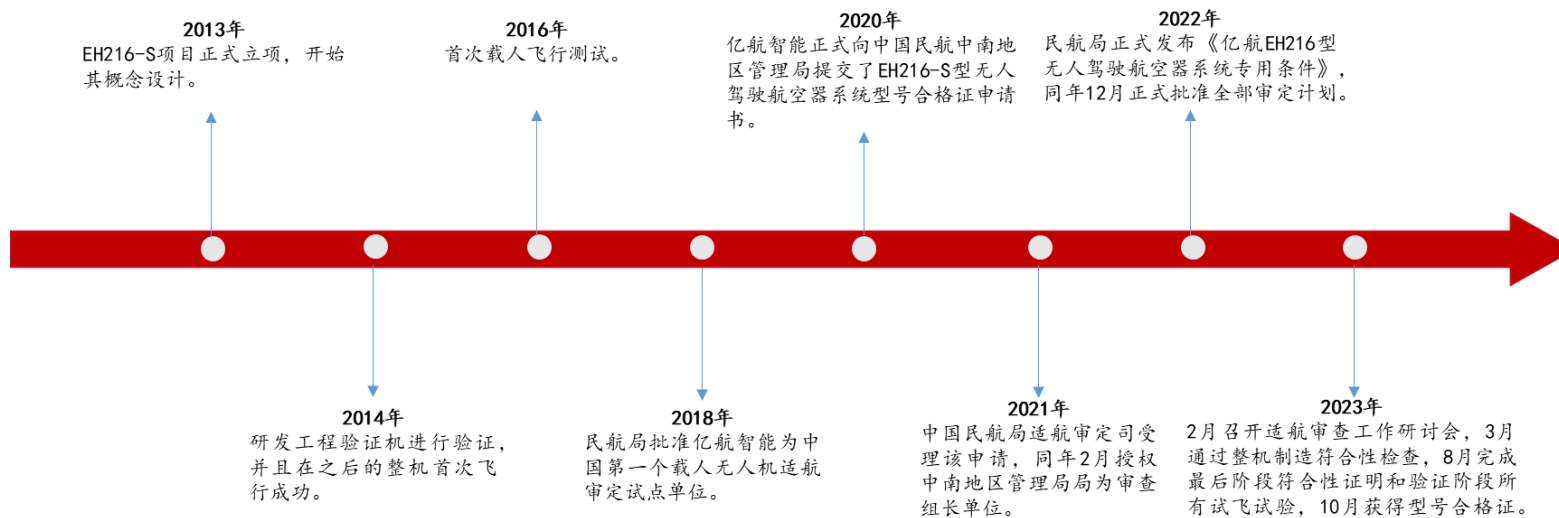 2013年
EH216-S项目正式立项，开始
其概念设计。
2014年
研发工程验证机进行验证，
并且在之后的整机首次飞
行成功。
2016年
首次载人飞行测试。
2018年
民航局批准亿航智能为中
国第一个载人无人机适航
审定试点单位。
2020年
亿航智能正式向中国民航中南地
区管理局提交了EH216-S型无人
驾驶航空器系统型号合格证申请
书。
2021年
中国民航局适航审定司受
理该申请，同年2月授权
中南地区管理局局为审查
组长单位。
2022年
民航局正式发布《亿航EH216型
无人驾驶航空器系统专用条件》，
同年12月正式批准全部审定计划。
2023年
2月召开适航审查工作研讨会，3月
通过整机制造符合性检查，8月完成
最后阶段符合性证明和验证阶段所
有试飞试验，10月获得型号合格证。